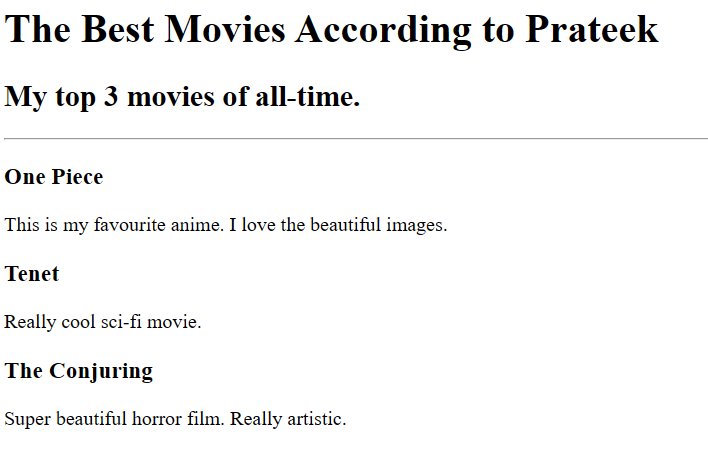 The Best Movies According to Prateek
My top 3 movies of all-time.
One Piece
This is my favourite anime. I love the beautiful images.
Tenet
Really cool sci-fi movie.
The Conjuring
Super beautiful horror film. Really artistic.